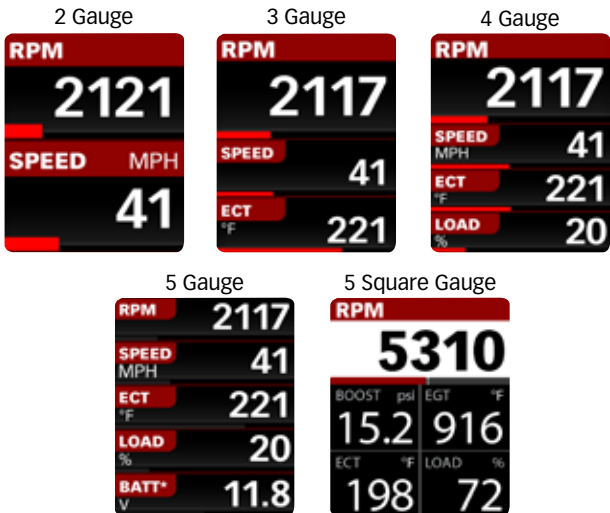 2 Gauge
RPM
2121
SPEED MPH
41
3 Gauge
RPM
2117
SPEED
41
ECT
°F
221
4 Gauge
RPM
2117
SPEED
MPH
41
ECT
°F
221
LOAD
%
20
5 Gauge
RPM
2117
SPEED
MPH
41
ECT
°F
221
LOAD
%
20
BATT*
V
11.8
5 Square Gauge
RPM
5310
BOOST psi
15.2
EGT °F
916
ECT °F
198
LOAD %
72